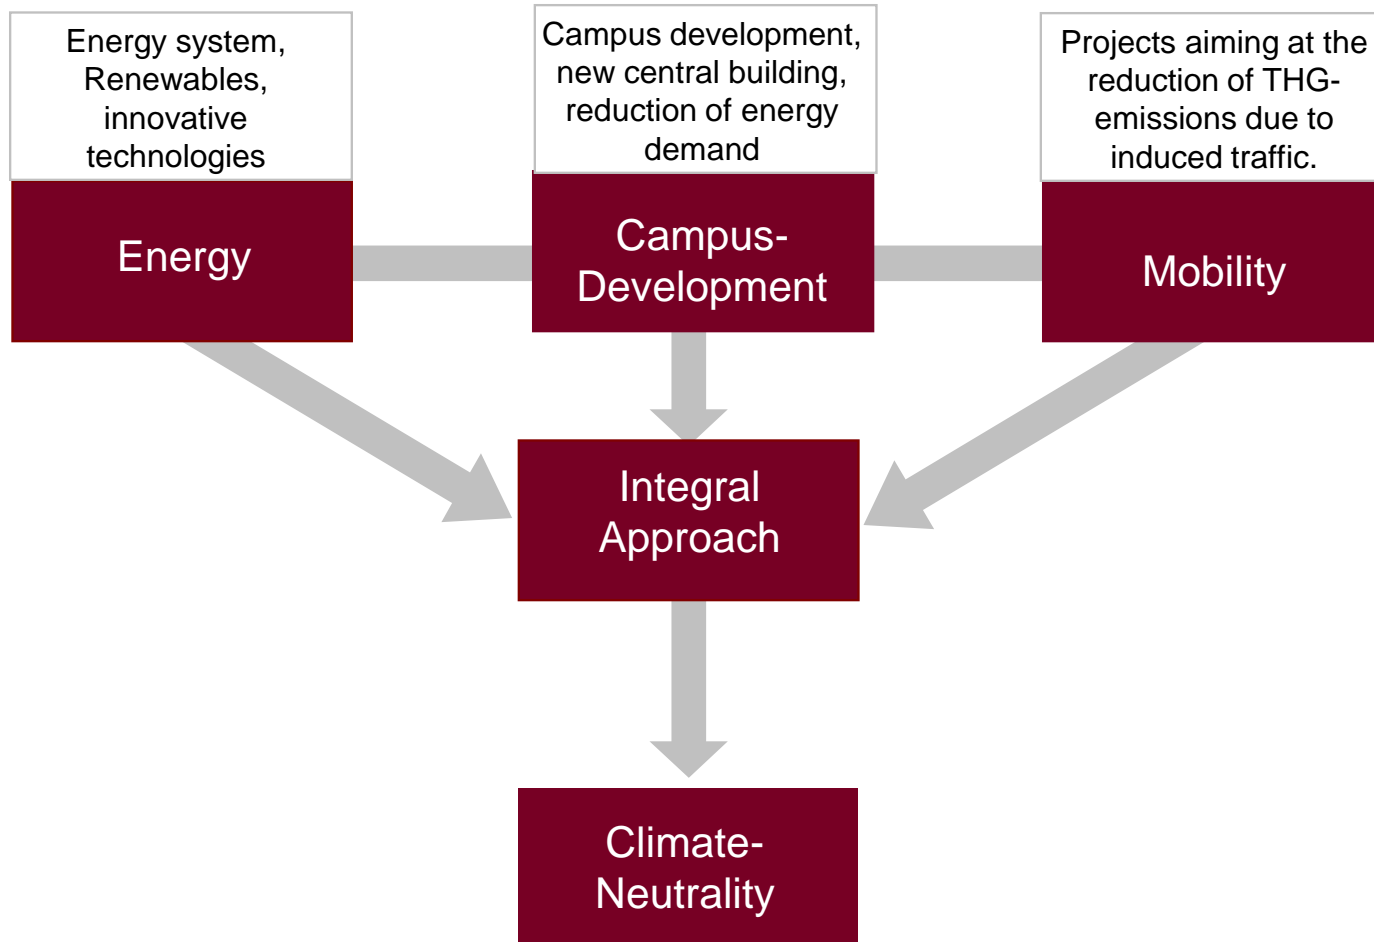 Energy system,
Renewables,
innovative
technologies
Campus development,
new central building,
reduction of energy
demand
Projects aiming at the
reduction of THG-
emissions due to
induced traffic.
Energy
Campus-
Development
Mobility
Integral
Approach
Climate-
Neutrality